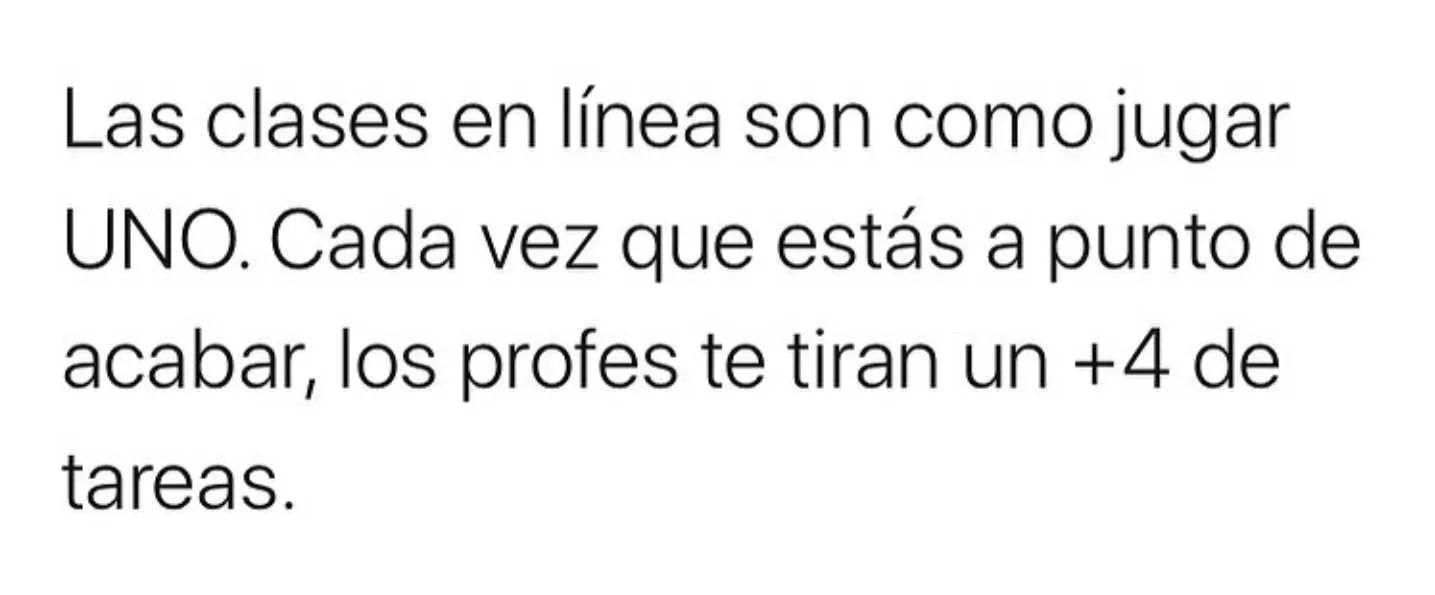 Las clases en línea son como jugar
UNO. Cada vez que estás a punto de
acabar, los profes te tiran un +4 de
tareas.